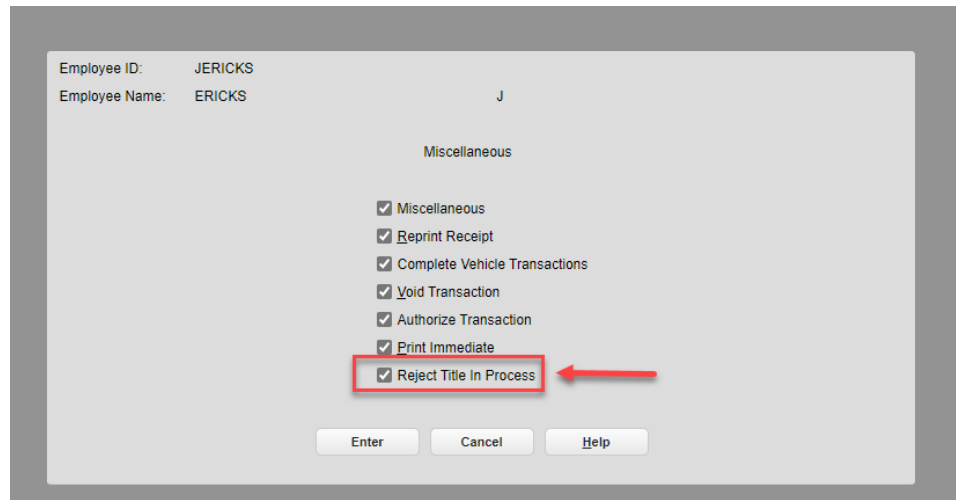 Employee ID: JERICKS
Employee Name: ERICKS J
Miscellaneous
Miscellaneous
Reprint Receipt
Complete Vehicle Transactions
Void Transaction
Authorize Transaction
Print Immediate
Reject Title In Process
Enter Cancel Help